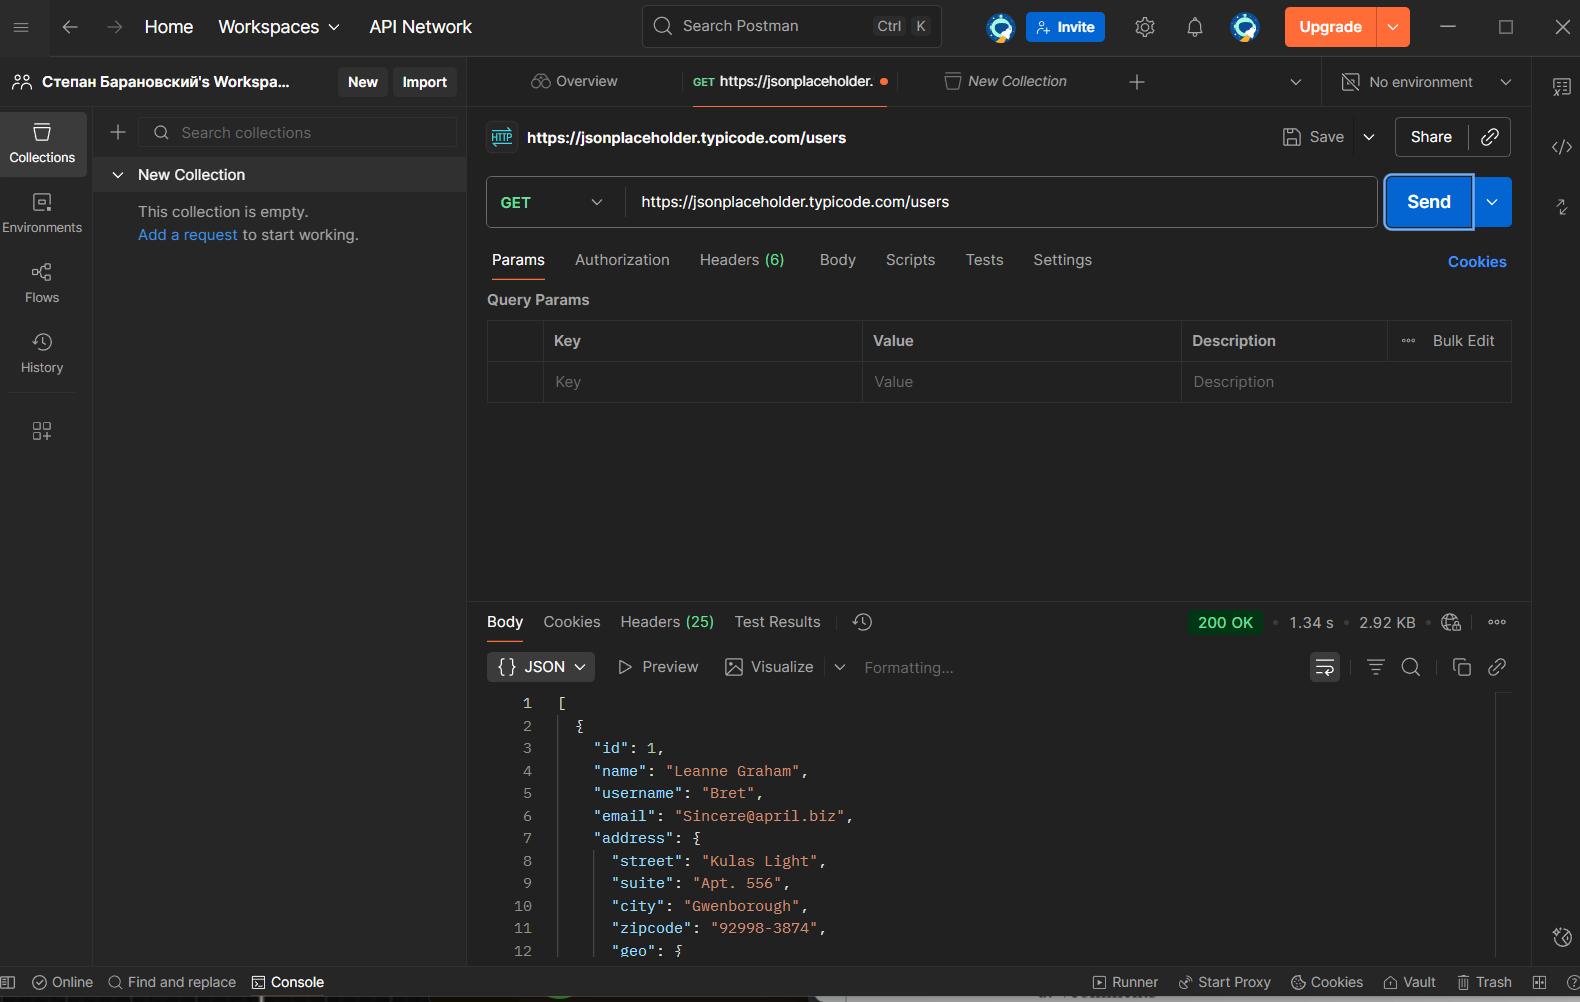 Home Workspaces API Network Search Postman Ctrl K Invite Upgrade
Степан Барановский's Workspa... New Import Overview GET https://jsonplaceholder. New Collection No environment
Collections
Environments
Flows
History
Search collections
New Collection
This collection is empty.
Add a request to start working.
HTTP https://jsonplaceholder.typicode.com/users Save Share
GET https://jsonplaceholder.typicode.com/users Send
Params Authorization Headers (6) Body Scripts Tests Settings Cookies
Query Params
Key Value Description Bulk Edit
Key Value Description
Body Cookies Headers (25) Test Results 200 OK • 1.34 s • 2.92 KB
{} JSON Preview Visualize Formatting...
1 [
2 {
3 "id": 1,
4 "name": "Leanne Graham",
5 "username": "Bret",
6 "email": "Sincere@april.biz",
7 "address": {
8 "street": "Kulas Light",
9 "suite": "Apt. 556",
10 "city": "Gwenborough",
11 "zipcode": "92998-3874",
12 "geo": {
Online Find and replace Console Runner Start Proxy Cookies Vault Trash